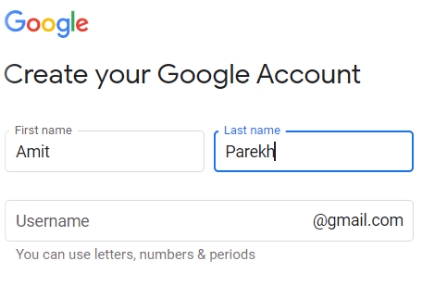 Google
Create your Google Account
First name Last name
Amit Parekh
Username @gmail.com
You can use letters, numbers & periods